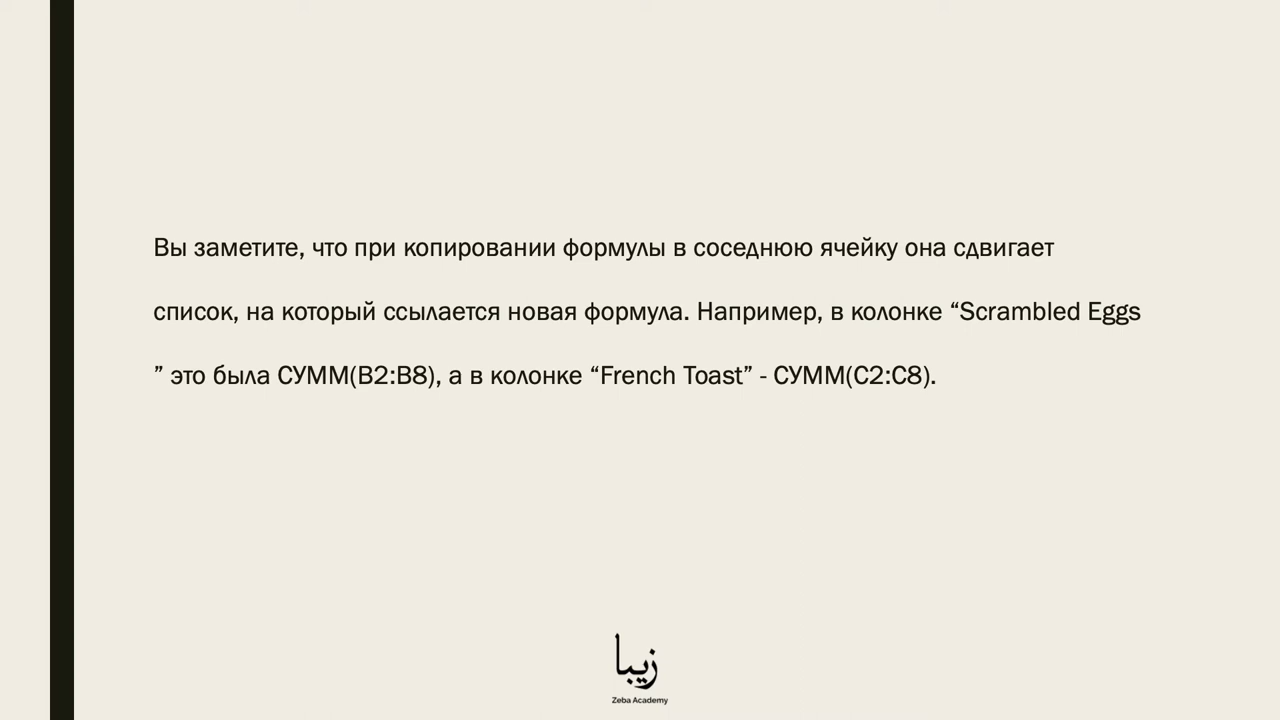 Вы заметите, что при копировании формулы в соседнюю ячейку она сдвигает
список, на который ссылается новая формула. Например, в колонке “Scrambled Eggs
” это была СУММ(B2:B8), а в колонке “French Toast” - СУММ(C2:C8).
زیبا
Zeba Academy